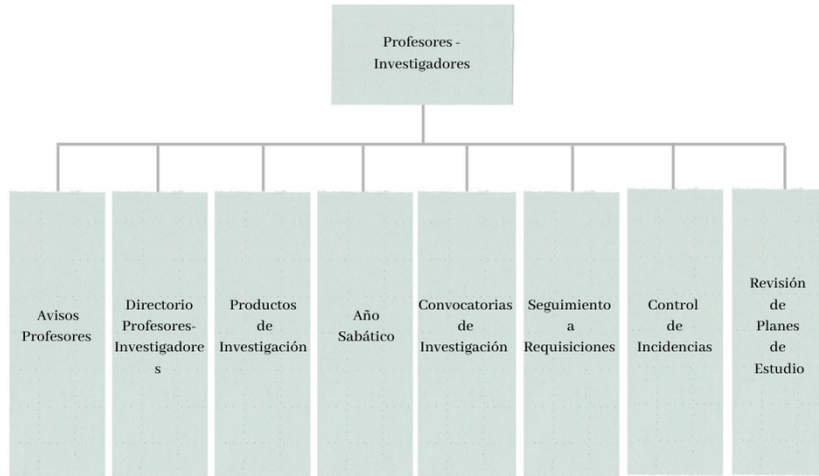 Profesores -
Investigadores
Avisos
Profesores
Directorio
Profesores-
Investigadore
s
Productos
de
Investigación
Año
Sabático
Convocatorias
de
Investigación
Seguimiento
a
Requisiciones
Control
de
Incidencias
Revisión
de
Planes
de
Estudio